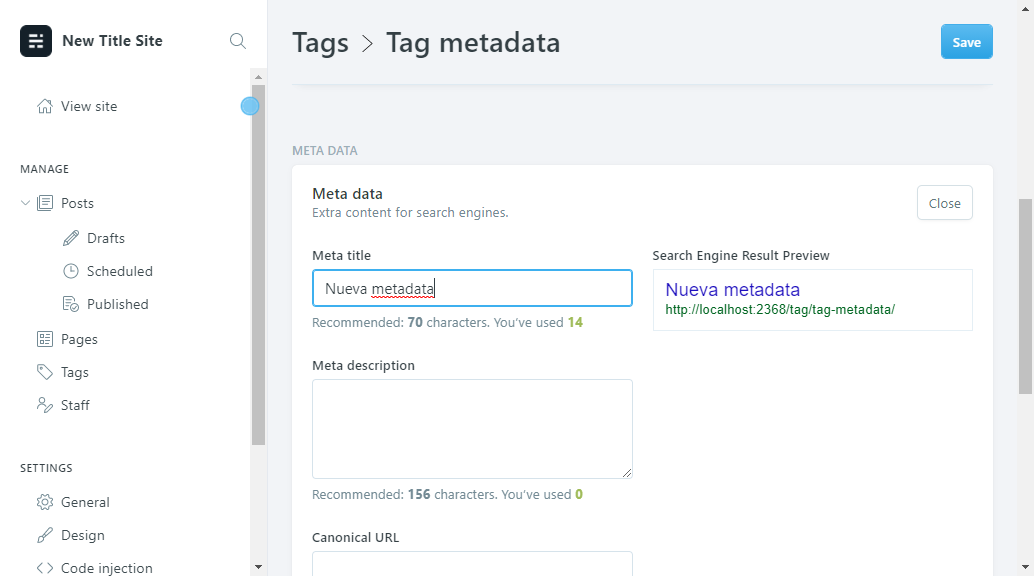 New Title Site
View site
MANAGE
Posts
Drafts
Scheduled
Published
Pages
Tags
Staff
SETTINGS
General
Design
Code injection
Tags > Tag metadata
Save
META DATA
Meta data
Extra content for search engines.
Close
Meta title
Nueva metadata
Recommended: 70 characters. You've used 14
Search Engine Result Preview
Nueva metadata
http://localhost:2368/tag/tag-metadata/
Meta description
Recommended: 156 characters. You've used 0
Canonical URL